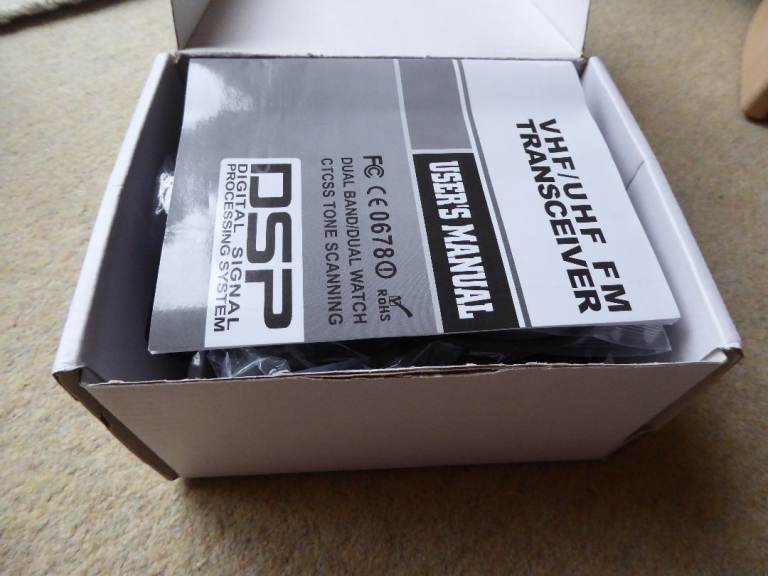 VHF/UHF FM
TRANSCEIVER
USER'S MANUAL
FC CE0678
RoHS
DUAL BAND/DUAL WATCH
CTCSS TONE SCANNING
DSP
DIGITAL SIGNAL
PROCESSING SYSTEM